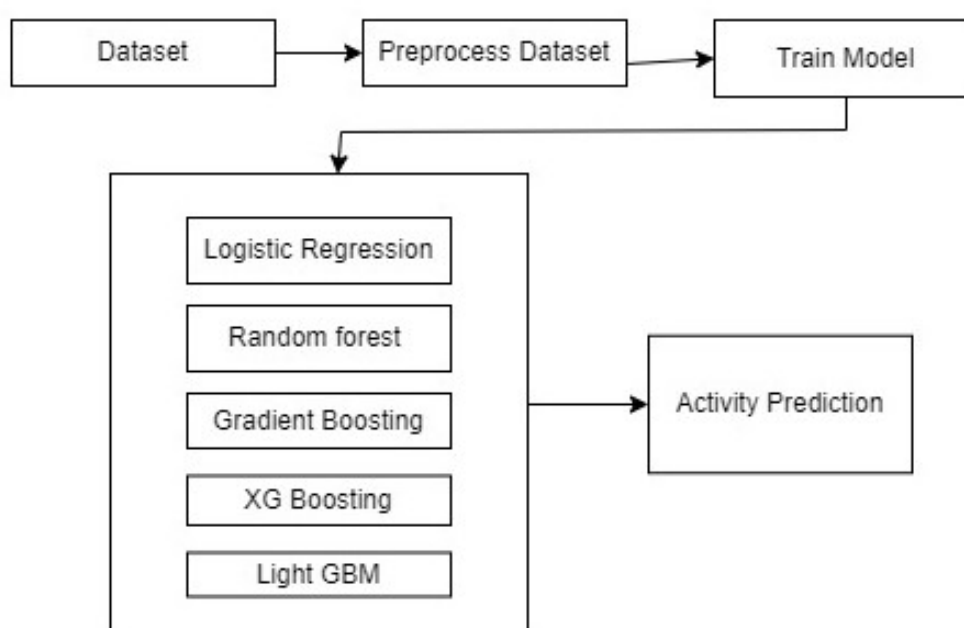 Dataset
Preprocess Dataset
Train Model
Logistic Regression
Random forest
Gradient Boosting
XG Boosting
Light GBM
Activity Prediction